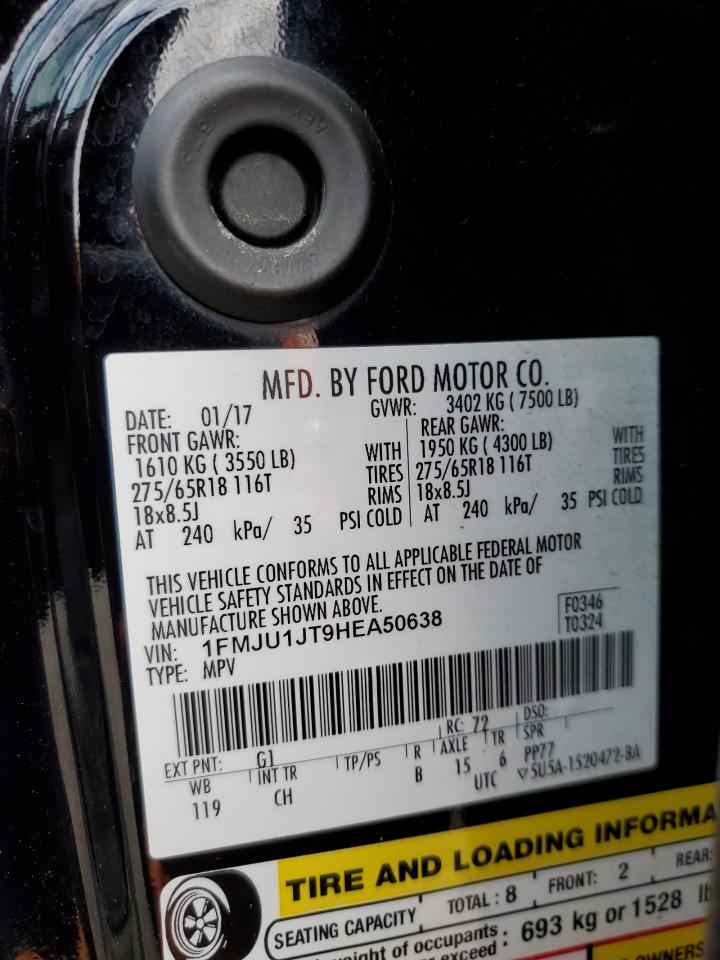 MFD. BY FORD MOTOR CO.
DATE: 01/17 GVWR: 3402 KG ( 7500 LB)
FRONT GAWR: REAR GAWR:
1610 KG ( 3550 LB) WITH 1950 KG ( 4300 LB) WITH
275/65R18 116T TIRES 275/65R18 116T TIRES
18x8.5J RIMS 18x8.5J RIMS
AT 240 kPa/ 35 PSI COLD AT 240 kPa/ 35 PSI COLD
THIS VEHICLE CONFORMS TO ALL APPLICABLE FEDERAL MOTOR
VEHICLE SAFETY STANDARDS IN EFFECT ON THE DATE OF
MANUFACTURE SHOWN ABOVE.
F0346
T0324
VIN: 1FMJU1JT9HEA50638
TYPE: MPV
EXT PNT: G1 RC: 72 DSO:
WB INT TR TP/PS R AXLE TR SPR
119 CH B 15 6 PP77
UTC ▽5U5A-1520472-BA
TIRE AND LOADING INFORMA
SEATING CAPACITY TOTAL : 8 FRONT: 2 REAR:
weight of occupants
exceed : 693 kg or 1528 lb
OWNERS